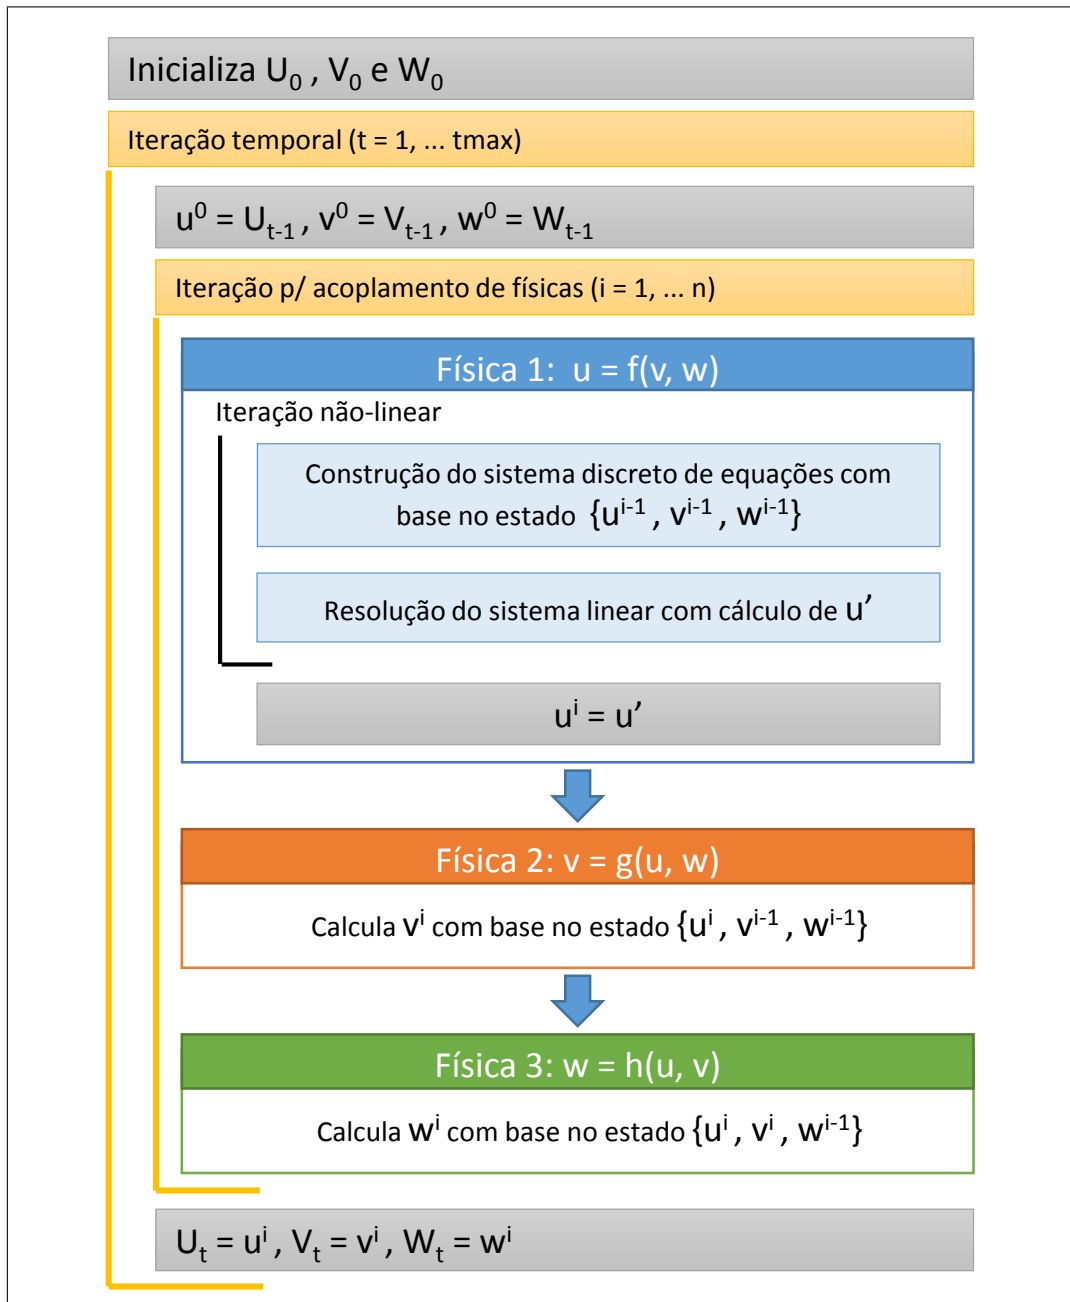 Inicializa U₀ , V₀ e W₀
Iteração temporal (t = 1, ... tmax)
u⁰ = Uₜ₋₁ , v⁰ = Vₜ₋₁ , w⁰ = Wₜ₋₁
Iteração p/ acoplamento de físicas (i = 1, ... n)
Física 1: u = f(v, w)
Iteração não-linear
Construção do sistema discreto de equações com
base no estado {uⁱ⁻¹ , vⁱ⁻¹ , wⁱ⁻¹}
Resolução do sistema linear com cálculo de u’
uⁱ = u’
Física 2: v = g(u, w)
Calcula vⁱ com base no estado {uⁱ , vⁱ⁻¹ , wⁱ⁻¹}
Física 3: w = h(u, v)
Calcula wⁱ com base no estado {uⁱ , vⁱ , wⁱ⁻¹}
Uₜ = uⁱ , Vₜ = vⁱ , Wₜ = wⁱ